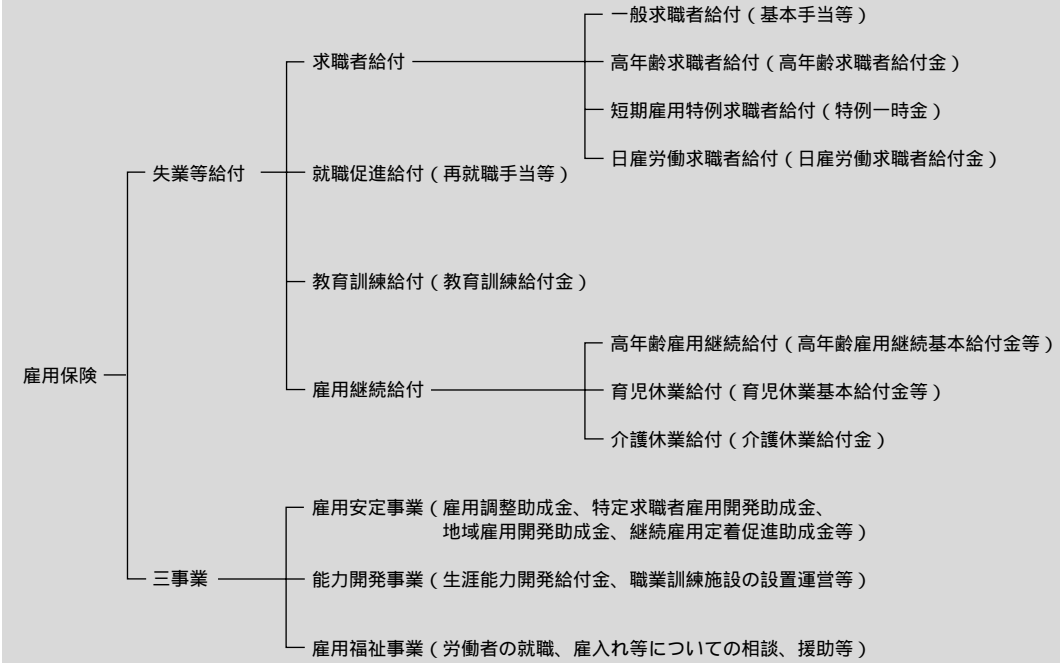 一般求職者給付(基本手当等)
求職者給付
高年齢求職者給付(高年齢求職者給付金)
短期雇用特例求職者給付(特例一時金)
日雇労働求職者給付(日雇労働求職者給付金)
失業等給付
就職促進給付(再就職手当等)
教育訓練給付(教育訓練給付金)
高年齢雇用継続給付(高年齢雇用継続基本給付金等)
雇用保険
雇用継続給付
育児休業給付(育児休業基本給付金等)
介護休業給付(介護休業給付金)
雇用安定事業(雇用調整助成金、特定求職者雇用開発助成金、
地域雇用開発助成金、継続雇用定着促進助成金等)
三事業
能力開発事業(生涯能力開発給付金、職業訓練施設の設置運営等)
雇用福祉事業(労働者の就職、雇入れ等についての相談、援助等)